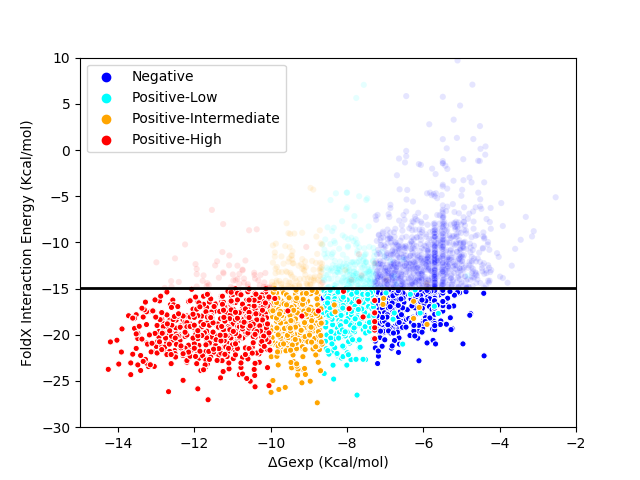 10
5
0
−5
−10
−15
−20
−25
−30
FoldX Interaction Energy (Kcal/mol)
Negative
Positive-Low
Positive-Intermediate
Positive-High
−14 −12 −10 −8 −6 −4 −2
ΔGexp (Kcal/mol)